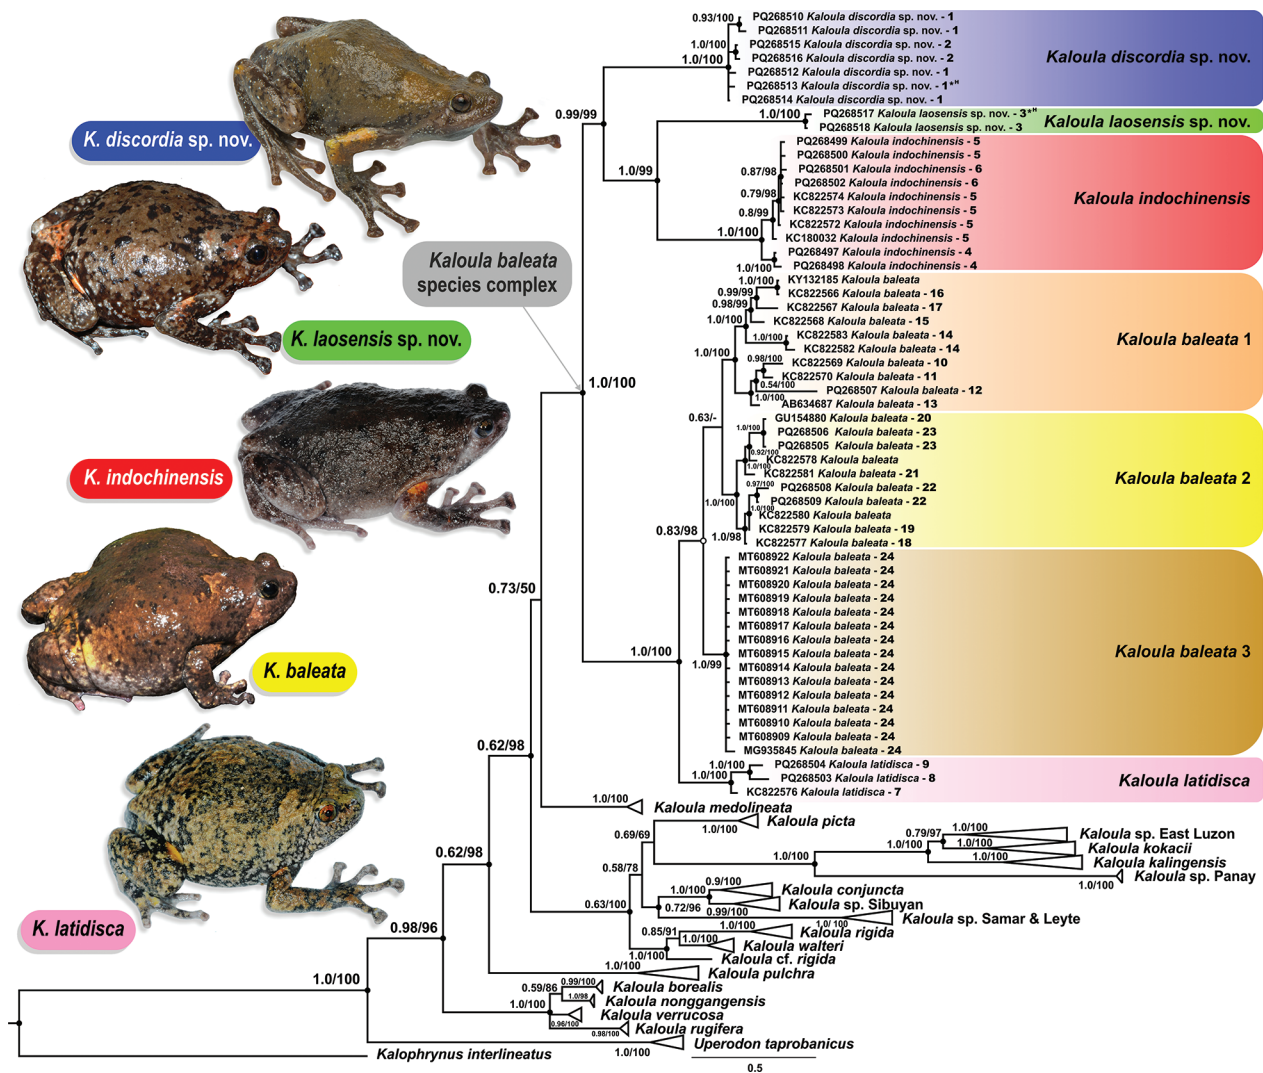 K. discordia sp. nov.
K. laosensis sp. nov.
K. indochinensis
K. baleata
K. latidisca
Kaloula baleata
species complex
PQ268510 Kaloula discordia sp. nov. - 1
PQ268511 Kaloula discordia sp. nov. - 1
PQ268515 Kaloula discordia sp. nov. - 2
PQ268516 Kaloula discordia sp. nov. - 2
PQ268512 Kaloula discordia sp. nov. - 1
PQ268513 Kaloula discordia sp. nov. - 1*ᴴ
PQ268514 Kaloula discordia sp. nov. - 1
Kaloula discordia sp. nov.
PQ268517 Kaloula laosensis sp. nov. - 3*ᴴ
PQ268518 Kaloula laosensis sp. nov. - 3
Kaloula laosensis sp. nov.
PQ268499 Kaloula indochinensis - 5
PQ268500 Kaloula indochinensis - 5
PQ268501 Kaloula indochinensis - 6
PQ268502 Kaloula indochinensis - 6
KC822574 Kaloula indochinensis - 5
KC822573 Kaloula indochinensis - 5
KC822572 Kaloula indochinensis - 5
KC180032 Kaloula indochinensis - 5
PQ268497 Kaloula indochinensis - 4
PQ268498 Kaloula indochinensis - 4
Kaloula indochinensis
KY132185 Kaloula baleata
KC822566 Kaloula baleata - 16
KC822567 Kaloula baleata - 17
KC822568 Kaloula baleata - 15
KC822583 Kaloula baleata - 14
KC822582 Kaloula baleata - 14
KC822569 Kaloula baleata - 10
KC822570 Kaloula baleata - 11
PQ268507 Kaloula baleata - 12
AB634687 Kaloula baleata - 13
Kaloula baleata 1
GU154880 Kaloula baleata - 20
PQ268506 Kaloula baleata - 23
PQ268505 Kaloula baleata - 23
KC822578 Kaloula baleata
KC822581 Kaloula baleata - 21
PQ268508 Kaloula baleata - 22
PQ268509 Kaloula baleata - 22
KC822580 Kaloula baleata
KC822579 Kaloula baleata - 19
KC822577 Kaloula baleata - 18
Kaloula baleata 2
MT608922 Kaloula baleata - 24
MT608921 Kaloula baleata - 24
MT608920 Kaloula baleata - 24
MT608919 Kaloula baleata - 24
MT608918 Kaloula baleata - 24
MT608917 Kaloula baleata - 24
MT608916 Kaloula baleata - 24
MT608915 Kaloula baleata - 24
MT608914 Kaloula baleata - 24
MT608913 Kaloula baleata - 24
MT608912 Kaloula baleata - 24
MT608911 Kaloula baleata - 24
MT608910 Kaloula baleata - 24
MT608909 Kaloula baleata - 24
MG935845 Kaloula baleata - 24
Kaloula baleata 3
PQ268504 Kaloula latidisca - 9
PQ268503 Kaloula latidisca - 8
KC822576 Kaloula latidisca - 7
Kaloula latidisca
Kaloula medolineata
Kaloula picta
Kaloula sp. East Luzon
Kaloula kokacii
Kaloula kalingensis
Kaloula sp. Panay
Kaloula conjuncta
Kaloula sp. Sibuyan
Kaloula sp. Samar & Leyte
Kaloula rigida
Kaloula walteri
Kaloula cf. rigida
Kaloula pulchra
Kaloula borealis
Kaloula nonggangensis
Kaloula verrucosa
Kaloula rugifera
Uperodon taprobanicus
Kalophrynus interlineatus
0.93/100
1.0/100
1.0/100
0.99/99
1.0/100
1.0/99
0.87/98
0.79/98
0.8/99
1.0/100
1.0/100
1.0/100
1.0/100
0.99/99
0.98/99
1.0/100
1.0/100
1.0/100
0.98/100
0.54/100
1.0/100
0.63/-
1.0/100
0.92/100
1.0/100
0.97/100
1.0/100
1.0/100
1.0/98
0.83/98
1.0/99
1.0/100
1.0/100
1.0/100
0.73/50
0.62/98
1.0/100
1.0/100
0.69/69
0.79/97
1.0/100
1.0/100
1.0/100
1.0/100
1.0/100
0.58/78
0.9/100
1.0/100
0.72/96
0.99/100
1.0/100
0.63/100
0.85/91
1.0/100
1.0/100
1.0/100
0.62/98
1.0/100
0.98/96
0.59/86
0.99/100
1.0/98
1.0/100
0.96/100
0.98/100
1.0/100
1.0/100
0.5